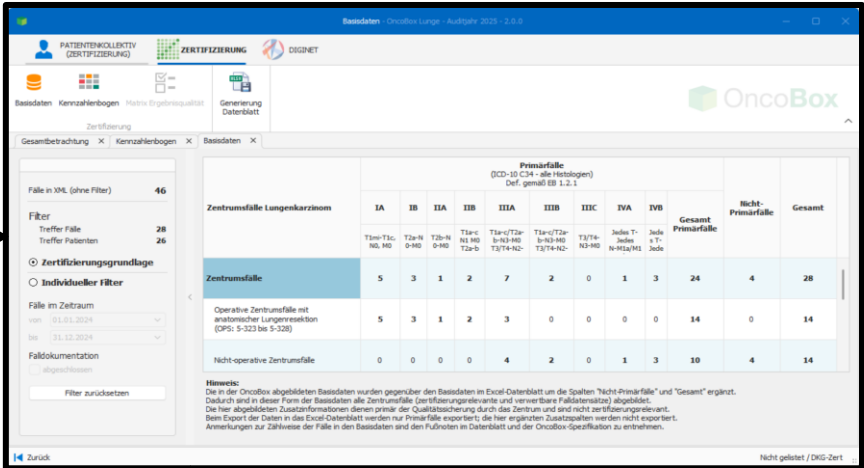 Basisdaten - OncoBox Lunge - Auditjahr 2025 - 2.0.0
PATIENTENKOLLEKTIV
(ZERTIFIZIERUNG)
ZERTIFIZIERUNG
DIGINET
Basisdaten
Kennzahlenbogen
Matrix Ergebnisqualität
Generierung
Datenblatt
Zertifizierung
OncoBox
Gesamtbetrachtung X Kennzahlenbogen X Basisdaten X
Fälle in XML (ohne Filter) 46
Filter
Treffer Fälle 28
Treffer Patienten 26
Zertifizierungsgrundlage
Individueller Filter
Fälle im Zeitraum
von 01.01.2024
bis 31.12.2024
Falldokumentation
abgeschlossen
Filter zurücksetzen
Primärfälle
(ICD-10 C34 - alle Histologien)
Def. gemäß EB 1.2.1
Zentrumsfälle Lungenkarzinom IA IB IIA IIB IIIA IIIB IIIC IVA IVB Gesamt Primärfälle Nicht-Primärfälle Gesamt
T1mi-T1c, N0, M0
T2a-N0-M0
T2b-N0-M0
T1a-c N1 M0 T2a-b
T1a-c/T2a-b-N3-M0 T3/T4-N2-
T1a-c/T2a-b-N3-M0 T3/T4-N2-
T3/T4-N3-M0
Jedes T-Jedes N-M1a/M1
Jedes T-Jede
Zentrumsfälle 5 3 1 2 7 2 0 1 3 24 4 28
Operative Zentrumsfälle mit
anatomischer Lungenresektion
(OPS: 5-323 bis 5-328)
5 3 1 2 3 0 0 0 0 14 0 14
Nicht-operative Zentrumsfälle 0 0 0 0 4 2 0 1 3 10 4 14
Hinweis:
Die in der OncoBox abgebildeten Basisdaten wurden gegenüber den Basisdaten im Excel-Datenblatt um die Spalten "Nicht-Primärfälle" und "Gesamt" ergänzt.
Dadurch sind in dieser Form der Basisdaten alle Zentrumsfälle (zertifizierungsrelevante und verwertbare Falldatensätze) abgebildet.
Die hier abgebildeten Zusatzinformationen dienen primär der Qualitätssicherung durch das Zentrum und sind nicht zertifizierungsrelevant.
Beim Export der Daten in das Excel-Datenblatt werden nur Primärfälle exportiert; die hier ergänzten Zusatzspalten werden nicht exportiert.
Anmerkungen zur Zählweise der Fälle in den Basisdaten sind den Fußnoten im Datenblatt und der OncoBox-Spezifikation zu entnehmen.
Zurück
Nicht gelistet / DKG-Zert